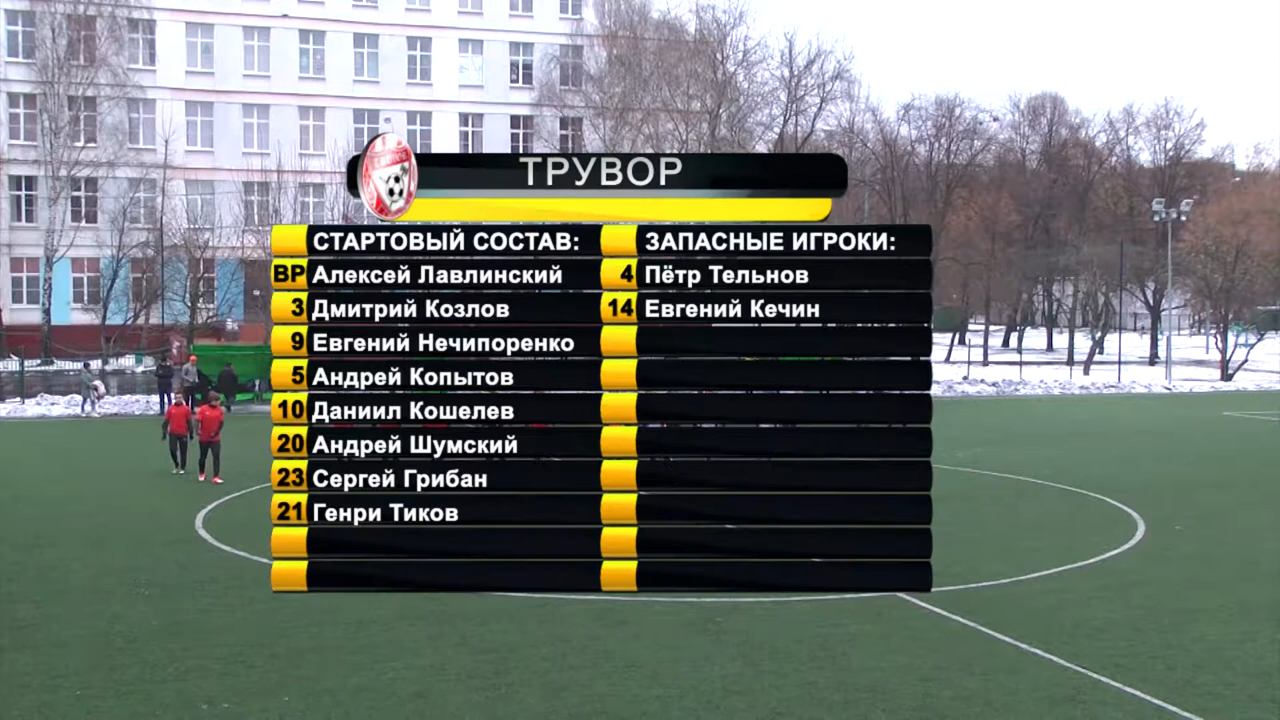 ТРУВОР
СТАРТОВЫЙ СОСТАВ:
ВР Алексей Лавлинский
3 Дмитрий Козлов
9 Евгений Нечипоренко
5 Андрей Копытов
10 Даниил Кошелев
20 Андрей Шумский
23 Сергей Грибан
21 Генри Тиков
ЗАПАСНЫЕ ИГРОКИ:
4 Пётр Тельнов
14 Евгений Кечин